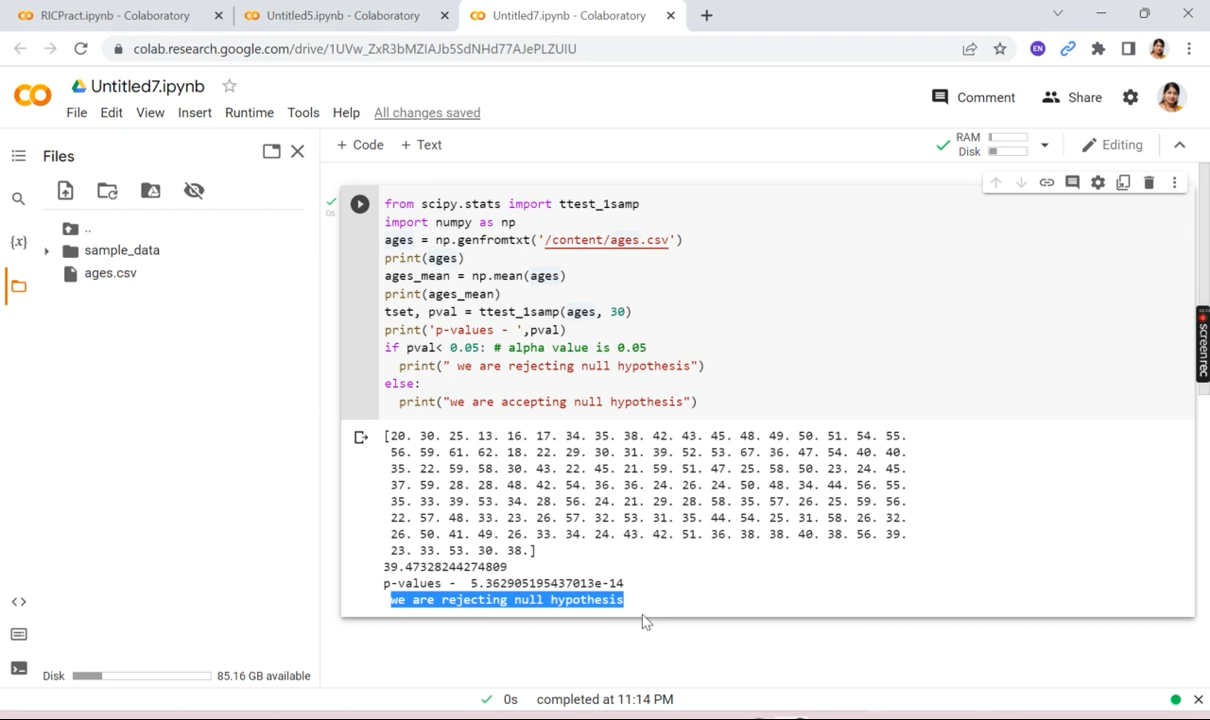 RICPract.ipynb - Colaboratory
Untitled5.ipynb - Colaboratory
Untitled7.ipynb - Colaboratory
colab.research.google.com/drive/1UVw_ZxR3bMZIAJb5SdNHd77AJePLZUIU
EN
Untitled7.ipynb
Comment
Share
File Edit View Insert Runtime Tools Help All changes saved
Files
+ Code + Text
RAM
Disk
Editing
..
sample_data
ages.csv
{x}
0s
from scipy.stats import ttest_1samp
import numpy as np
ages = np.genfromtxt('/content/ages.csv')
print(ages)
ages_mean = np.mean(ages)
print(ages_mean)
tset, pval = ttest_1samp(ages, 30)
print('p-values - ',pval)
if pval< 0.05: # alpha value is 0.05
print(" we are rejecting null hypothesis")
else:
print("we are accepting null hypothesis")
[20. 30. 25. 13. 16. 17. 34. 35. 38. 42. 43. 45. 48. 49. 50. 51. 54. 55.
56. 59. 61. 62. 18. 22. 29. 30. 31. 39. 52. 53. 67. 36. 47. 54. 40. 40.
35. 22. 59. 58. 30. 43. 22. 45. 21. 59. 51. 47. 25. 58. 50. 23. 24. 45.
37. 59. 28. 28. 48. 42. 54. 36. 36. 24. 26. 24. 50. 48. 34. 44. 56. 55.
35. 33. 39. 53. 34. 28. 56. 24. 21. 29. 28. 58. 35. 57. 26. 25. 59. 56.
22. 57. 48. 33. 23. 26. 57. 32. 53. 31. 35. 44. 54. 25. 31. 58. 26. 32.
26. 50. 41. 49. 26. 33. 34. 24. 43. 42. 51. 36. 38. 38. 40. 38. 56. 39.
23. 33. 53. 30. 38.]
39.47328244274809
p-values - 5.362905195437013e-14
we are rejecting null hypothesis
screenrec
Disk
85.16 GB available
0s completed at 11:14 PM